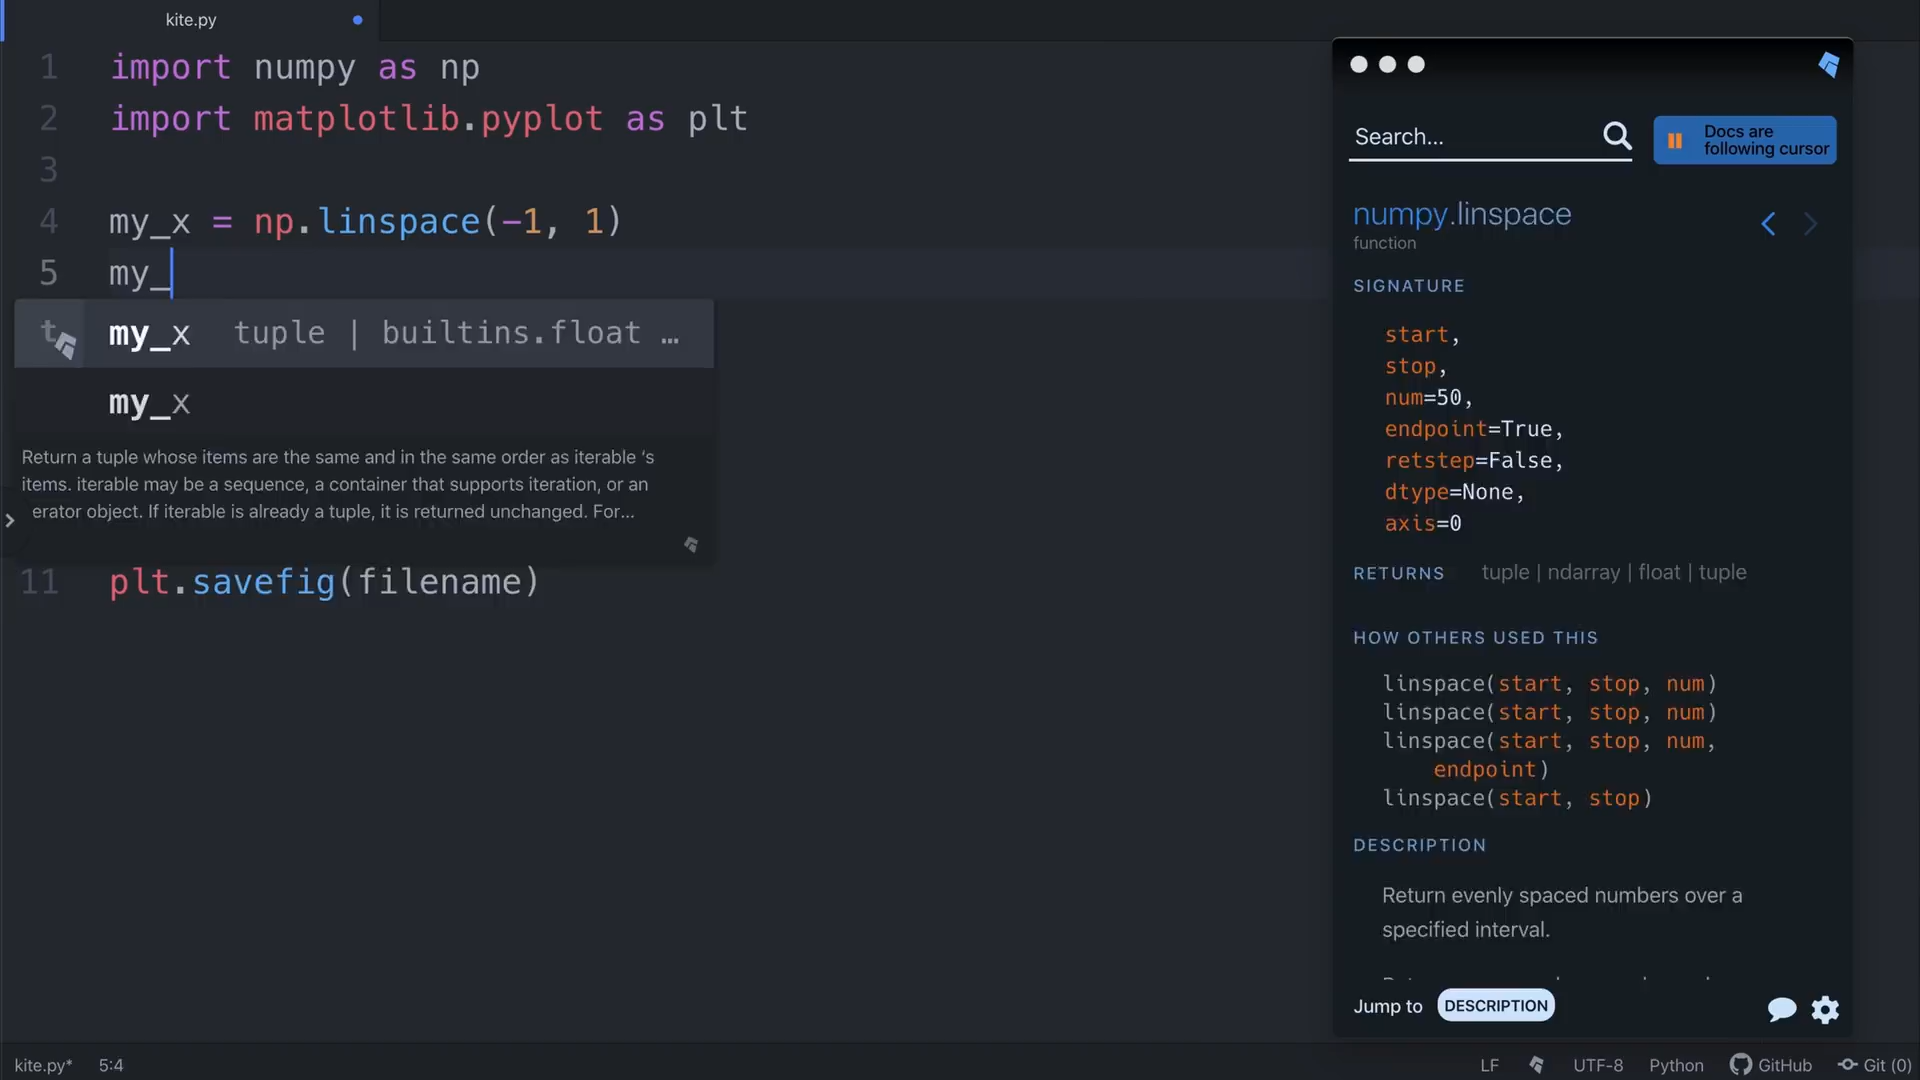 kite.py
1 import numpy as np
2 import matplotlib.pyplot as plt
3
4 my_x = np.linspace(-1, 1)
5 my_
t my_x tuple | builtins.float ...
my_x
Return a tuple whose items are the same and in the same order as iterable ‘s
items. iterable may be a sequence, a container that supports iteration, or an
erator object. If iterable is already a tuple, it is returned unchanged. For...
11 plt.savefig(filename)
Search...
Docs are
following cursor
numpy.linspace
function
SIGNATURE
start,
stop,
num=50,
endpoint=True,
retstep=False,
dtype=None,
axis=0
RETURNS tuple | ndarray | float | tuple
HOW OTHERS USED THIS
linspace(start, stop, num)
linspace(start, stop, num)
linspace(start, stop, num,
endpoint)
linspace(start, stop)
DESCRIPTION
Return evenly spaced numbers over a
specified interval.
Jump to DESCRIPTION
kite.py* 5:4
LF UTF-8 Python GitHub Git (0)